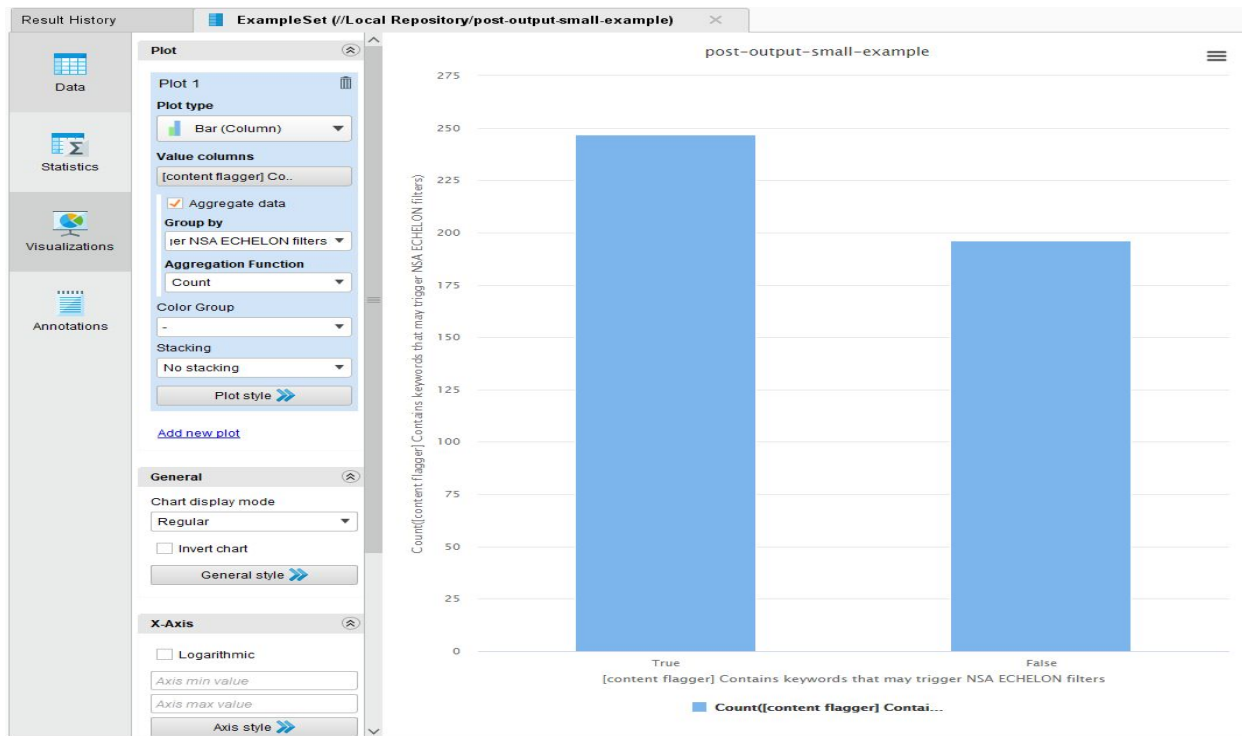 Result History
ExampleSet (//Local Repository/post-output-small-example)
Data
Statistics
Visualizations
Annotations
Plot
Plot 1
Plot type
Bar (Column)
Value columns
[content flagger] Co..
Aggregate data
Group by
ger NSA ECHELON filters
Aggregation Function
Count
Color Group
-
Stacking
No stacking
Plot style
Add new plot
General
Chart display mode
Regular
Invert chart
General style
X-Axis
Logarithmic
Axis min value
Axis max value
Axis style
post-output-small-example
Count([content flagger] Contains keywords that may trigger NSA ECHELON filters)
275
250
225
200
175
150
125
100
75
50
25
0
True
False
[content flagger] Contains keywords that may trigger NSA ECHELON filters
Count([content flagger] Contai...